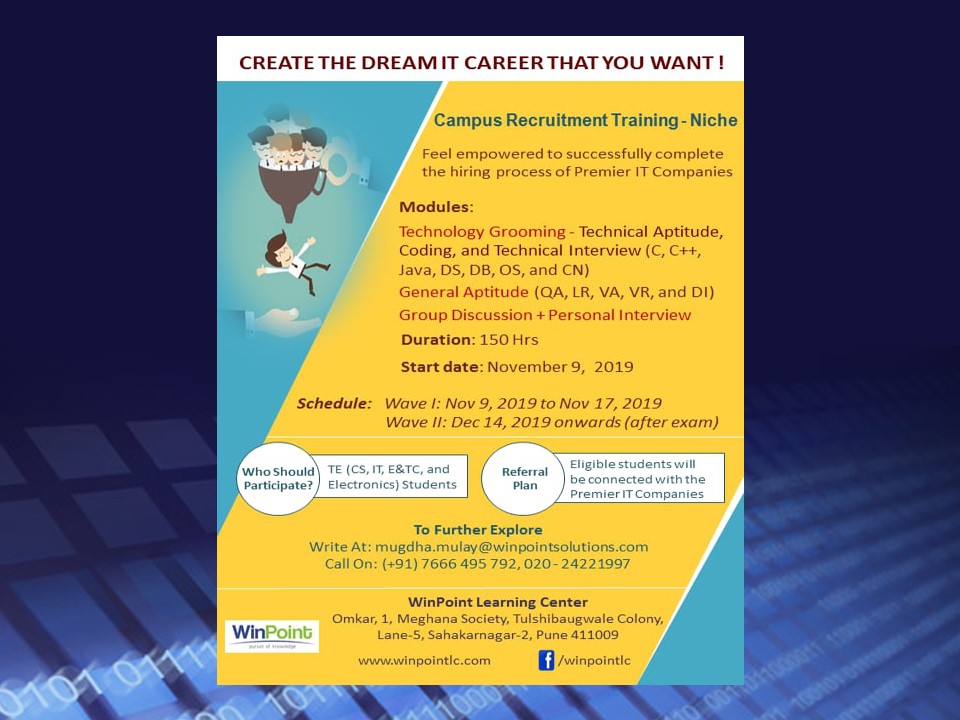 CREATE THE DREAM IT CAREER THAT YOU WANT !
Campus Recruitment Training - Niche
Feel empowered to successfully complete
the hiring process of Premier IT Companies
Modules:
Technology Grooming - Technical Aptitude,
Coding, and Technical Interview (C, C++,
Java, DS, DB, OS, and CN)
General Aptitude (QA, LR, VA, VR, and DI)
Group Discussion + Personal Interview
Duration: 150 Hrs
Start date: November 9, 2019
Schedule: Wave I: Nov 9, 2019 to Nov 17, 2019
Wave II: Dec 14, 2019 onwards (after exam)
Who Should
Participate?
TE (CS, IT, E&TC, and
Electronics) Students
Referral
Plan
Eligible students will
be connected with the
Premier IT Companies
To Further Explore
Write At: mugdha.mulay@winpointsolutions.com
Call On: (+91) 7666 495 792, 020 - 24221997
WinPoint Learning Center
Omkar, 1, Meghana Society, Tulshibaugwale Colony,
Lane-5, Sahakarnagar-2, Pune 411009
WinPoint
pursuit of knowledge
www.winpointlc.com
f /winpointlc